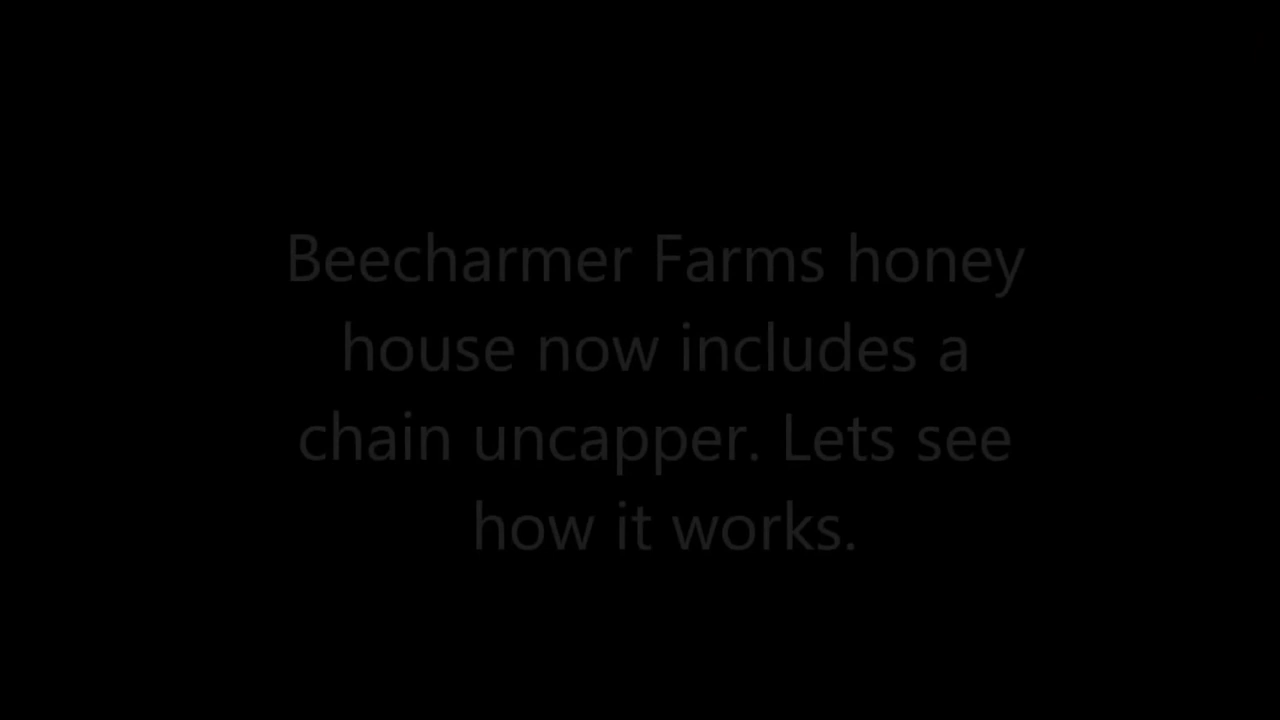 Beecharmer Farms honey
house now includes a
chain uncapper. Lets see
how it works.